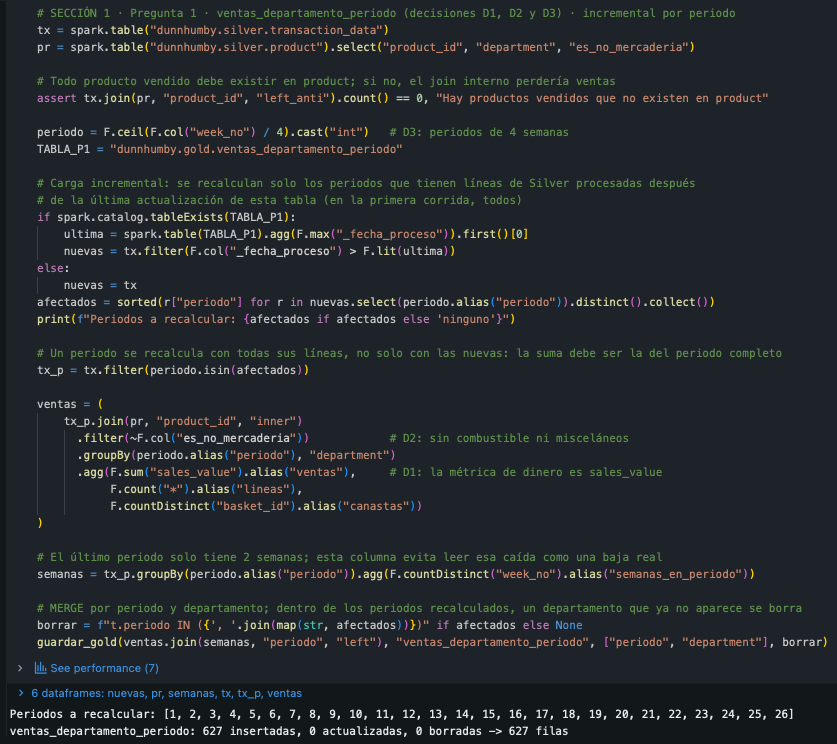 # SECCIÓN 1 · Pregunta 1 · ventas_departamento_periodo (decisiones D1, D2 y D3) · incremental por periodo
tx = spark.table("dunnhumby.silver.transaction_data")
pr = spark.table("dunnhumby.silver.product").select("product_id", "department", "es_no_mercaderia")

# Todo producto vendido debe existir en product; si no, el join interno perdería ventas
assert tx.join(pr, "product_id", "left_anti").count() == 0, "Hay productos vendidos que no existen en product"

periodo = F.ceil(F.col("week_no") / 4).cast("int")   # D3: periodos de 4 semanas
TABLA_P1 = "dunnhumby.gold.ventas_departamento_periodo"

# Carga incremental: se recalculan solo los periodos que tienen líneas de Silver procesadas después
# de la última actualización de esta tabla (en la primera corrida, todos)
if spark.catalog.tableExists(TABLA_P1):
    ultima = spark.table(TABLA_P1).agg(F.max("_fecha_proceso")).first()[0]
    nuevas = tx.filter(F.col("_fecha_proceso") > F.lit(ultima))
else:
    nuevas = tx
afectados = sorted(r["periodo"] for r in nuevas.select(periodo.alias("periodo")).distinct().collect())
print(f"Periodos a recalcular: {afectados if afectados else 'ninguno'}")

# Un periodo se recalcula con todas sus líneas, no solo con las nuevas: la suma debe ser la del periodo completo
tx_p = tx.filter(periodo.isin(afectados))

ventas = (
    tx_p.join(pr, "product_id", "inner")
      .filter(~F.col("es_no_mercaderia"))            # D2: sin combustible ni misceláneos
      .groupBy(periodo.alias("periodo"), "department")
      .agg(F.sum("sales_value").alias("ventas"),     # D1: la métrica de dinero es sales_value
           F.count("*").alias("lineas"),
           F.countDistinct("basket_id").alias("canastas"))
)

# El último periodo solo tiene 2 semanas; esta columna evita leer esa caída como una baja real
semanas = tx_p.groupBy(periodo.alias("periodo")).agg(F.countDistinct("week_no").alias("semanas_en_periodo"))

# MERGE por periodo y departamento; dentro de los periodos recalculados, un departamento que ya no aparece se borra
borrar = f"t.periodo IN ({', '.join(map(str, afectados))})" if afectados else None
guardar_gold(ventas.join(semanas, "periodo", "left"), "ventas_departamento_periodo", ["periodo", "department"], borrar)
See performance (7)
6 dataframes: nuevas, pr, semanas, tx, tx_p, ventas
Periodos a recalcular: [1, 2, 3, 4, 5, 6, 7, 8, 9, 10, 11, 12, 13, 14, 15, 16, 17, 18, 19, 20, 21, 22, 23, 24, 25, 26]
ventas_departamento_periodo: 627 insertadas, 0 actualizadas, 0 borradas -> 627 filas